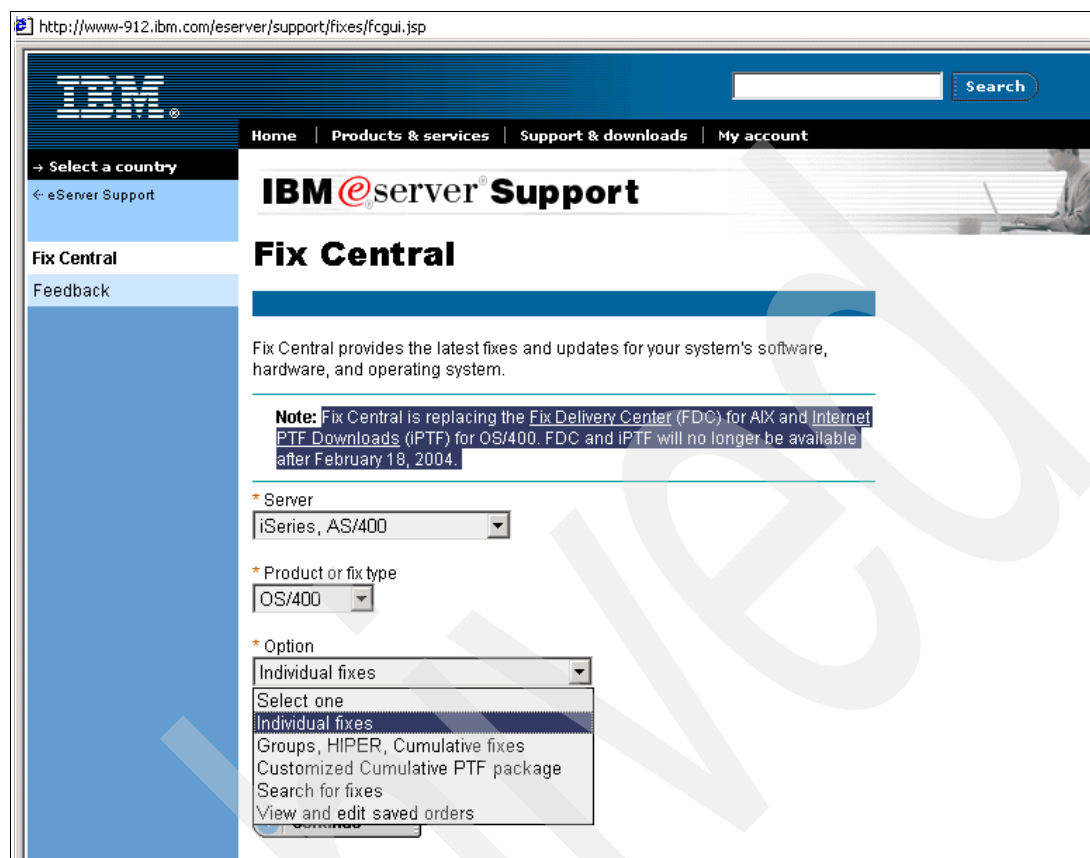 http://www-912.ibm.com/eserver/support/fixes/fcgui.jsp
IBM®
Search
Home | Products & services | Support & downloads | My account
→ Select a country
← eServer Support
IBM @server® Support
Fix Central
Feedback
Fix Central
Fix Central provides the latest fixes and updates for your system's software,
hardware, and operating system.
Note: Fix Central is replacing the Fix Delivery Center (FDC) for AIX and Internet
PTF Downloads (iPTF) for OS/400. FDC and iPTF will no longer be available
after February 18, 2004.
* Server
iSeries, AS/400
* Product or fix type
OS/400
* Option
Individual fixes
Select one
Individual fixes
Groups, HIPER, Cumulative fixes
Customized Cumulative PTF package
Search for fixes
View and edit saved orders